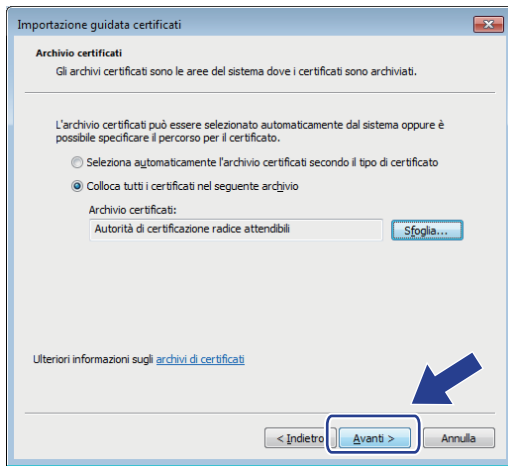 Importazione guidata certificati
Archivio certificati
Gli archivi certificati sono le aree del sistema dove i certificati sono archiviati.
L'archivio certificati può essere selezionato automaticamente dal sistema oppure è
possibile specificare il percorso per il certificato.
Seleziona automaticamente l'archivio certificati secondo il tipo di certificato
Colloca tutti i certificati nel seguente archivio
Archivio certificati:
Autorità di certificazione radice attendibili
Sfoglia...
Ulteriori informazioni sugli archivi di certificati
< Indietro
Avanti >
Annulla